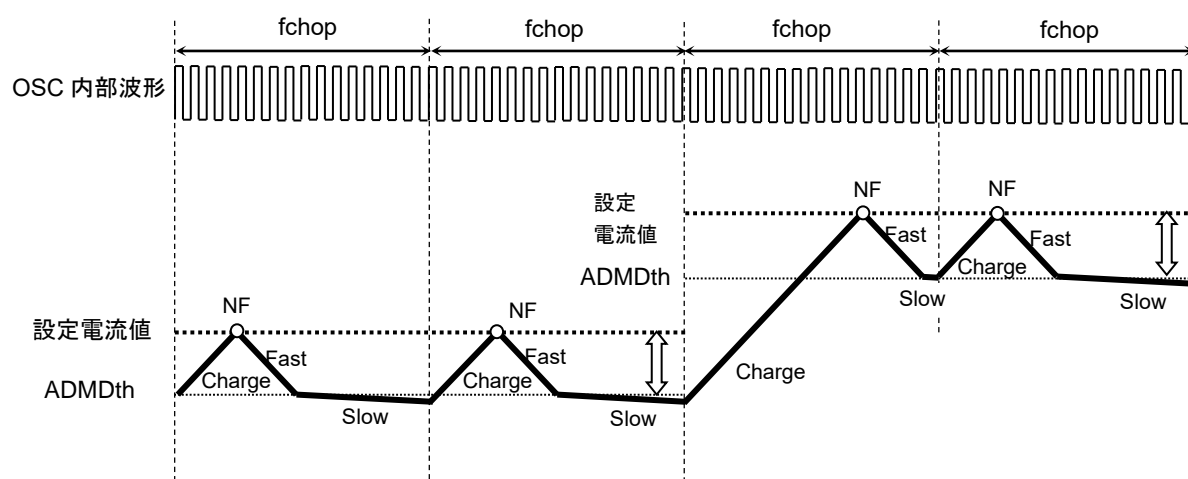 fchop fchop fchop fchop
OSC 内部波形
設定
電流値
NF NF
Fast Fast
ADMDth
Charge
Slow Slow
NF NF
設定電流値
Fast Fast
Charge Charge Charge
ADMDth
Slow Slow